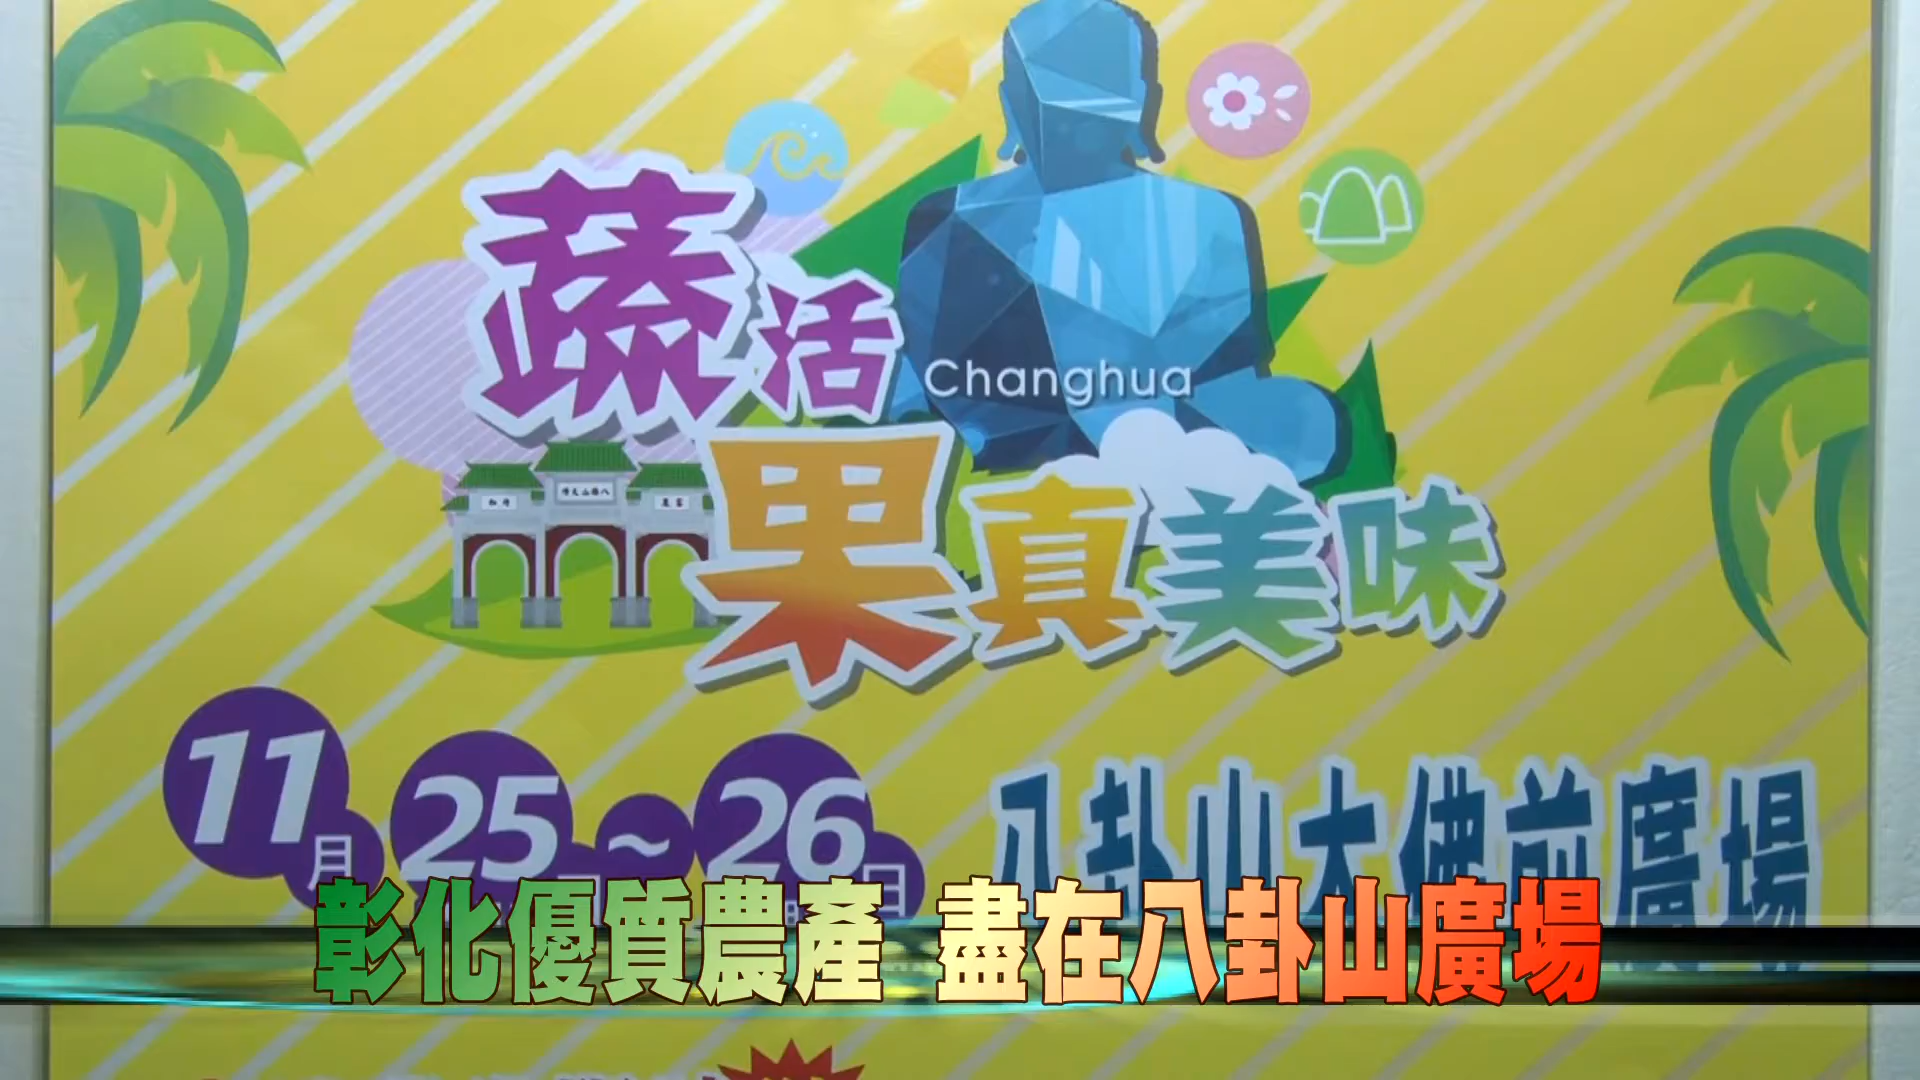 蔬活
Changhua
果真美味
11月 25日~26日
八卦山大佛前廣場
彰化優質農產 盡在八卦山廣場